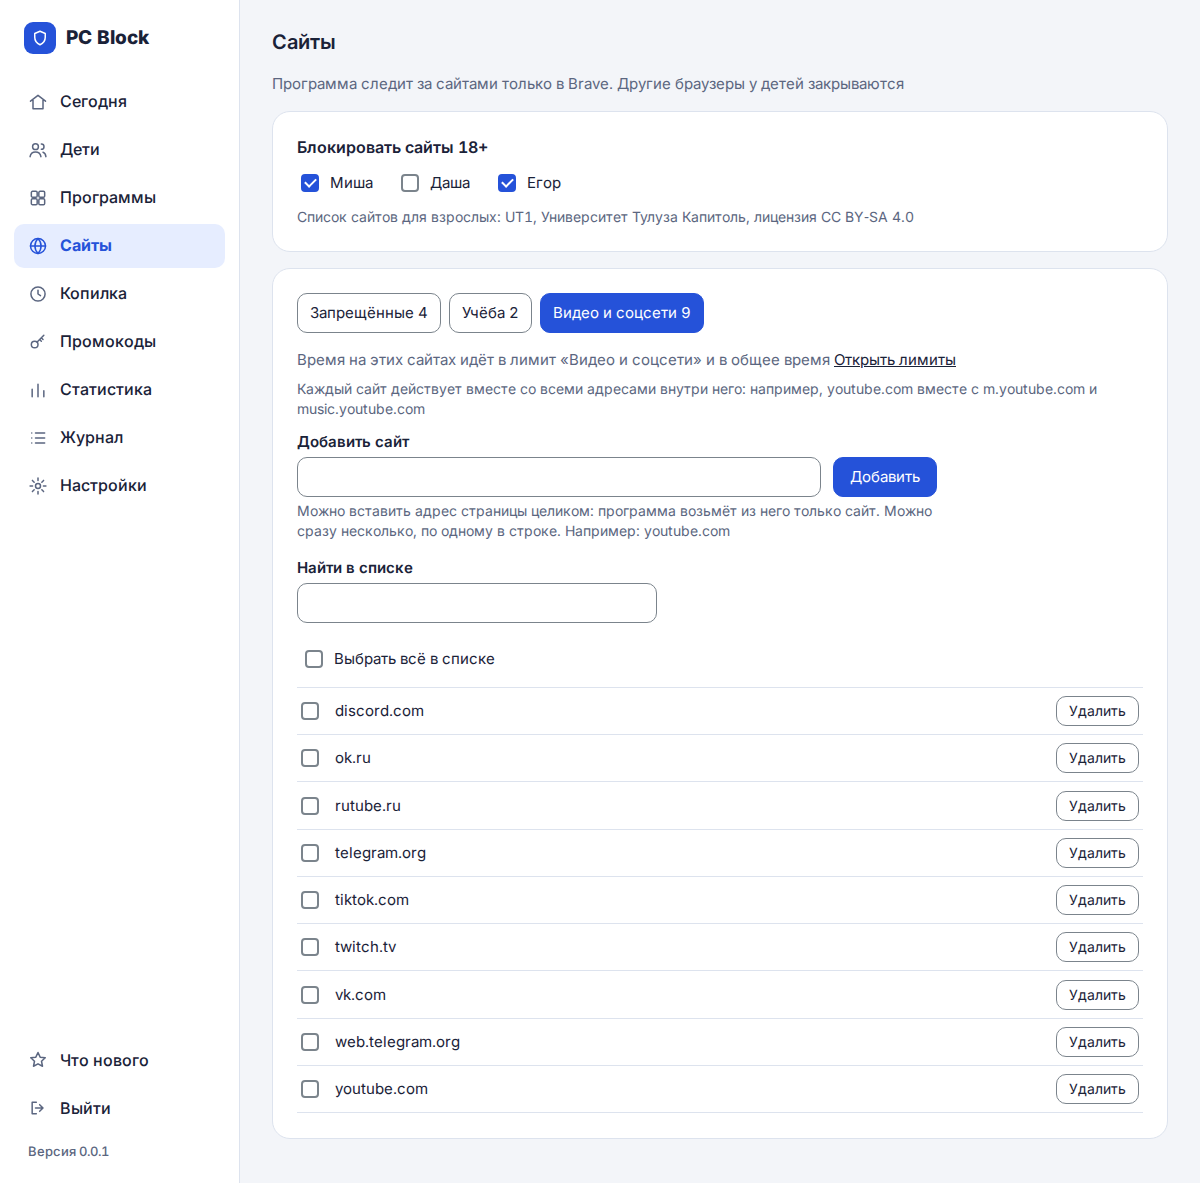 PC Block
Сегодня
Дети
Программы
Сайты
Копилка
Промокоды
Статистика
Журнал
Настройки
Что нового
Выйти
Версия 0.0.1
Сайты
Программа следит за сайтами только в Brave. Другие браузеры у детей закрываются
Блокировать сайты 18+
Миша Даша Егор
Список сайтов для взрослых: UT1, Университет Тулуза Капитоль, лицензия CC BY-SA 4.0
Запрещённые 4 Учёба 2 Видео и соцсети 9
Время на этих сайтах идёт в лимит «Видео и соцсети» и в общее время Открыть лимиты
Каждый сайт действует вместе со всеми адресами внутри него: например, youtube.com вместе с m.youtube.com и
music.youtube.com
Добавить сайт
Добавить
Можно вставить адрес страницы целиком: программа возьмёт из него только сайт. Можно
сразу несколько, по одному в строке. Например: youtube.com
Найти в списке
Выбрать всё в списке
discord.com Удалить
ok.ru Удалить
rutube.ru Удалить
telegram.org Удалить
tiktok.com Удалить
twitch.tv Удалить
vk.com Удалить
web.telegram.org Удалить
youtube.com Удалить